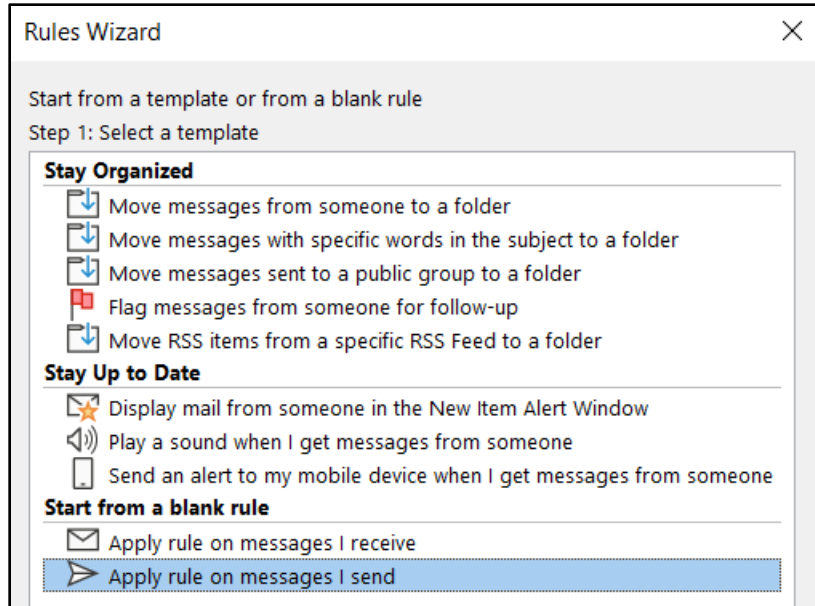 Rules Wizard
Start from a template or from a blank rule
Step 1: Select a template
Stay Organized
Move messages from someone to a folder
Move messages with specific words in the subject to a folder
Move messages sent to a public group to a folder
Flag messages from someone for follow-up
Move RSS items from a specific RSS Feed to a folder
Stay Up to Date
Display mail from someone in the New Item Alert Window
Play a sound when I get messages from someone
Send an alert to my mobile device when I get messages from someone
Start from a blank rule
Apply rule on messages I receive
Apply rule on messages I send